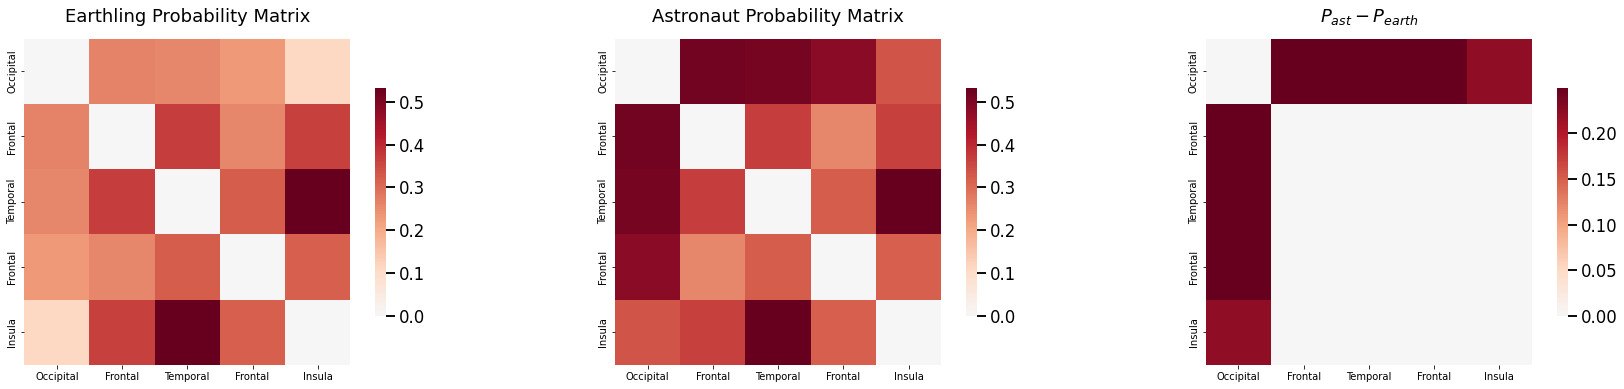 Earthling Probability Matrix
Occipital
Frontal
Temporal
Frontal
Insula
Occipital Frontal Temporal Frontal Insula
0.5
0.4
0.3
0.2
0.1
0.0
Astronaut Probability Matrix
Occipital
Frontal
Temporal
Frontal
Insula
Occipital Frontal Temporal Frontal Insula
0.5
0.4
0.3
0.2
0.1
0.0
P_ast − P_earth
Occipital
Frontal
Temporal
Frontal
Insula
Occipital Frontal Temporal Frontal Insula
0.20
0.15
0.10
0.05
0.00